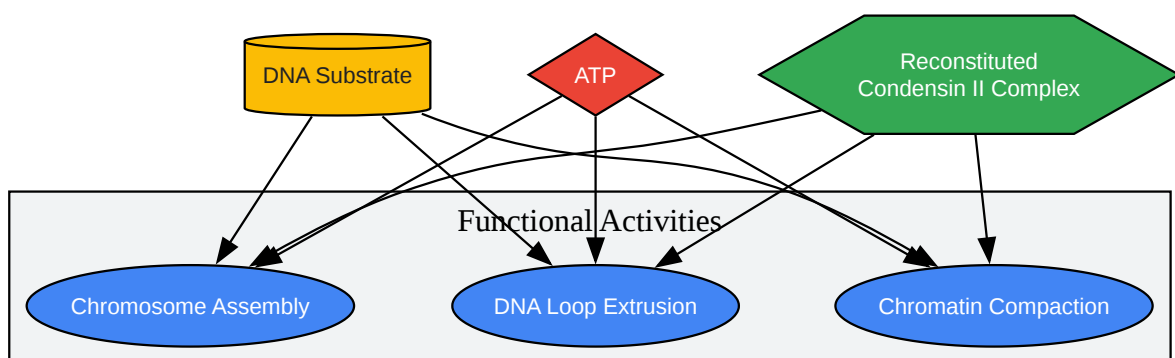 DNA Substrate
ATP
Reconstituted
Condensin II Complex
Functional Activities
Chromosome Assembly
DNA Loop Extrusion
Chromatin Compaction